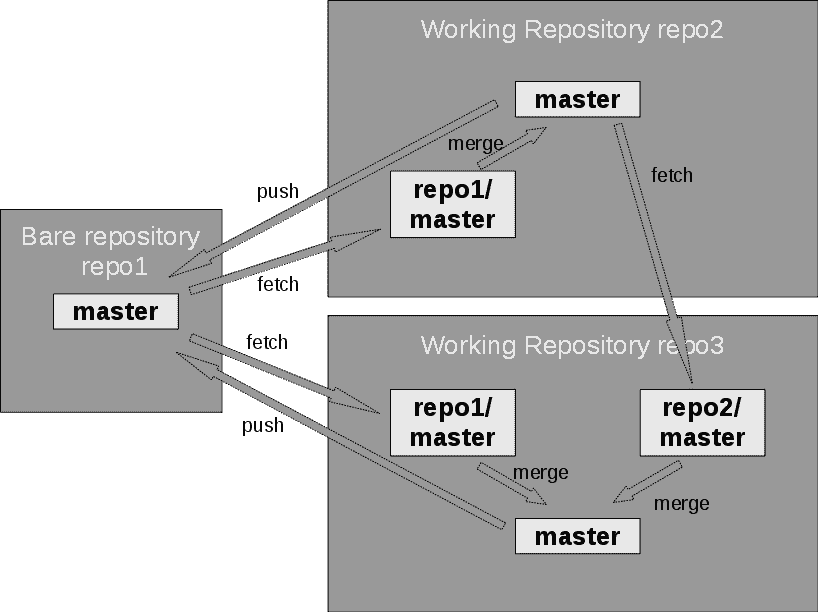 Working Repository repo2
master
merge
repo1/
master
fetch
push
Bare repository
repo1
master
fetch
fetch
push
Working Repository repo3
repo1/
master
repo2/
master
merge
merge
master